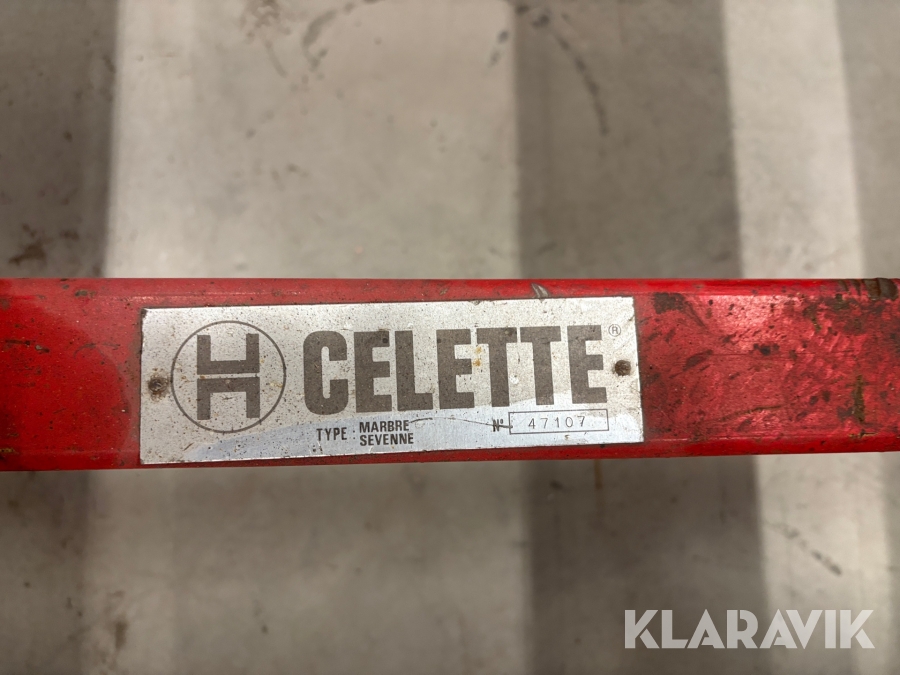 CELETTE®
TYPE MARBRE
SEVENNE
N° 47107
KLARAVIK